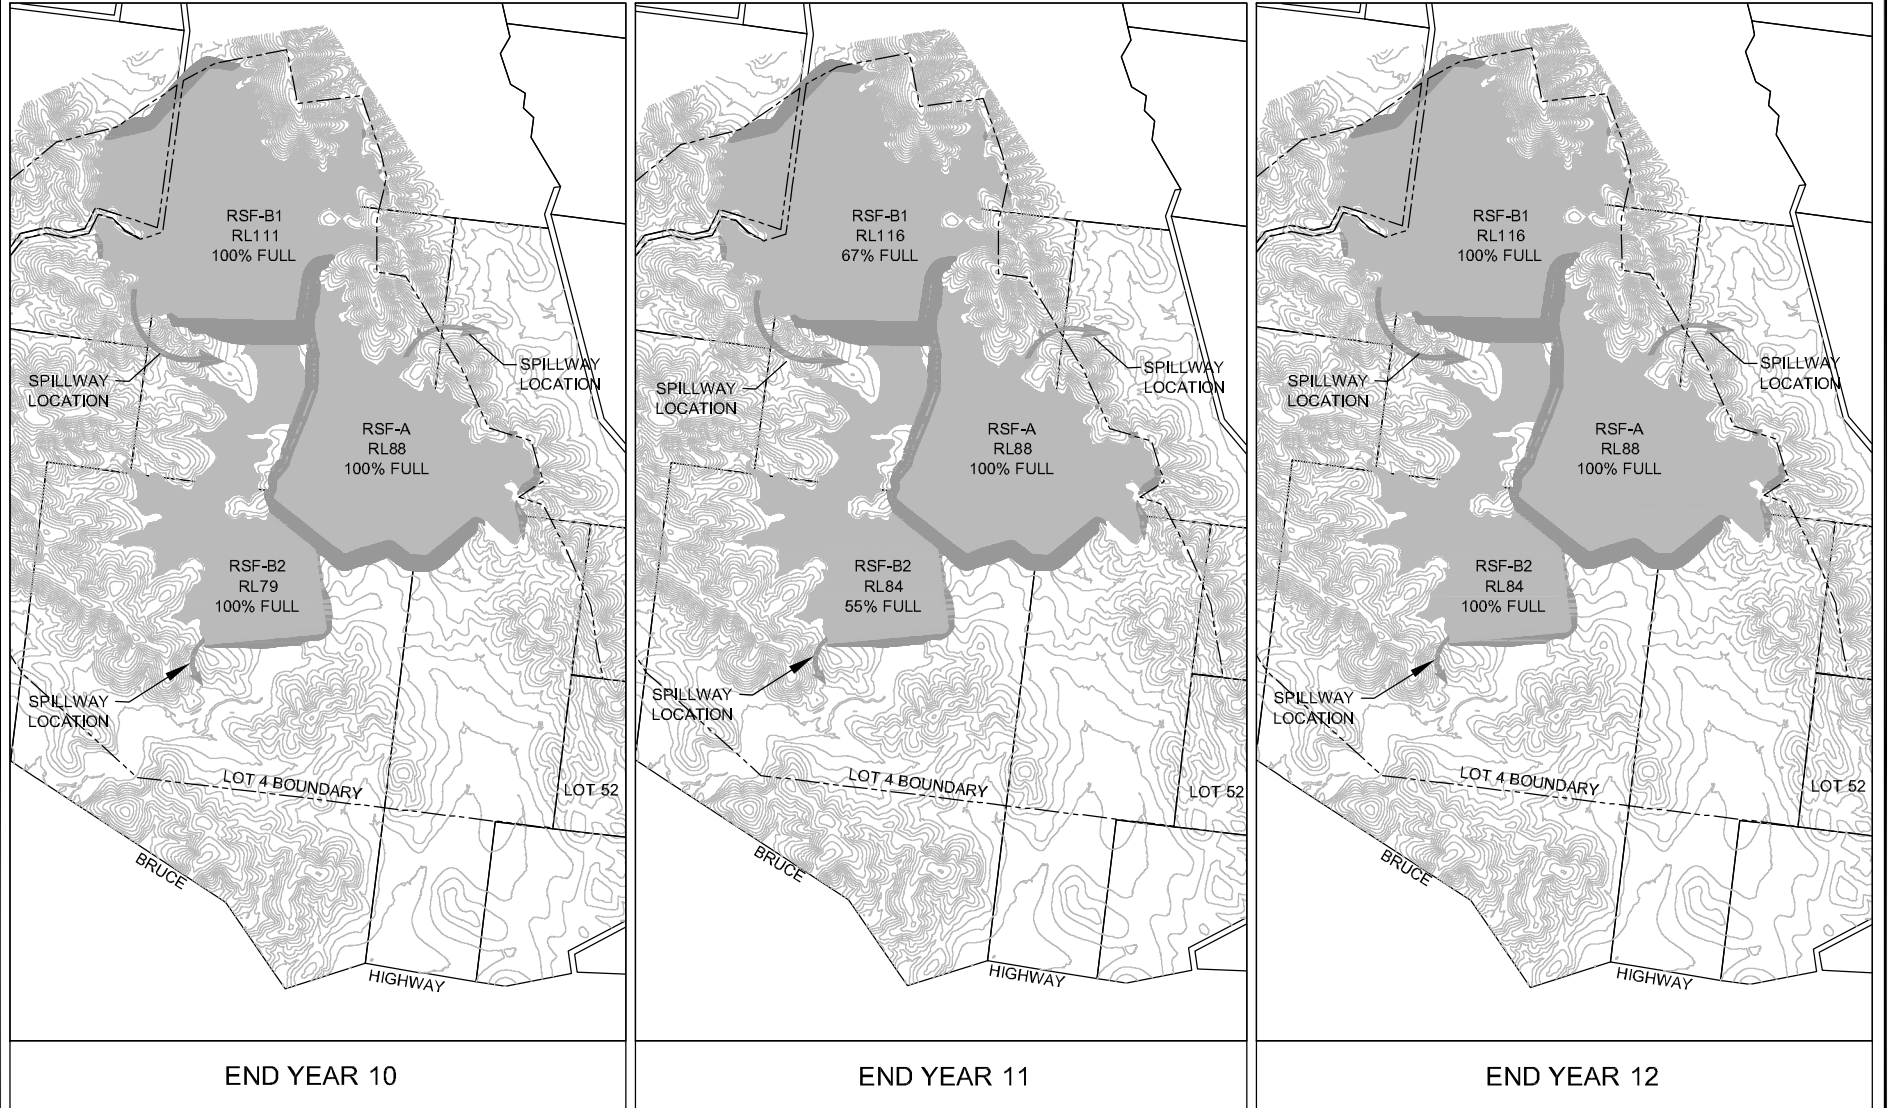 RSF-B1
RL111
100% FULL
SPILLWAY
LOCATION
SPILLWAY
LOCATION
RSF-A
RL88
100% FULL
RSF-B2
RL79
100% FULL
SPILLWAY
LOCATION
LOT 4 BOUNDARY
LOT 52
BRUCE
HIGHWAY
END YEAR 10
RSF-B1
RL116
67% FULL
SPILLWAY
LOCATION
SPILLWAY
LOCATION
RSF-A
RL88
100% FULL
RSF-B2
RL84
55% FULL
SPILLWAY
LOCATION
LOT 4 BOUNDARY
LOT 52
BRUCE
HIGHWAY
END YEAR 11
RSF-B1
RL116
100% FULL
SPILLWAY
LOCATION
SPILLWAY
LOCATION
RSF-A
RL88
100% FULL
RSF-B2
RL84
100% FULL
SPILLWAY
LOCATION
LOT 4 BOUNDARY
LOT 52
BRUCE
HIGHWAY
END YEAR 12